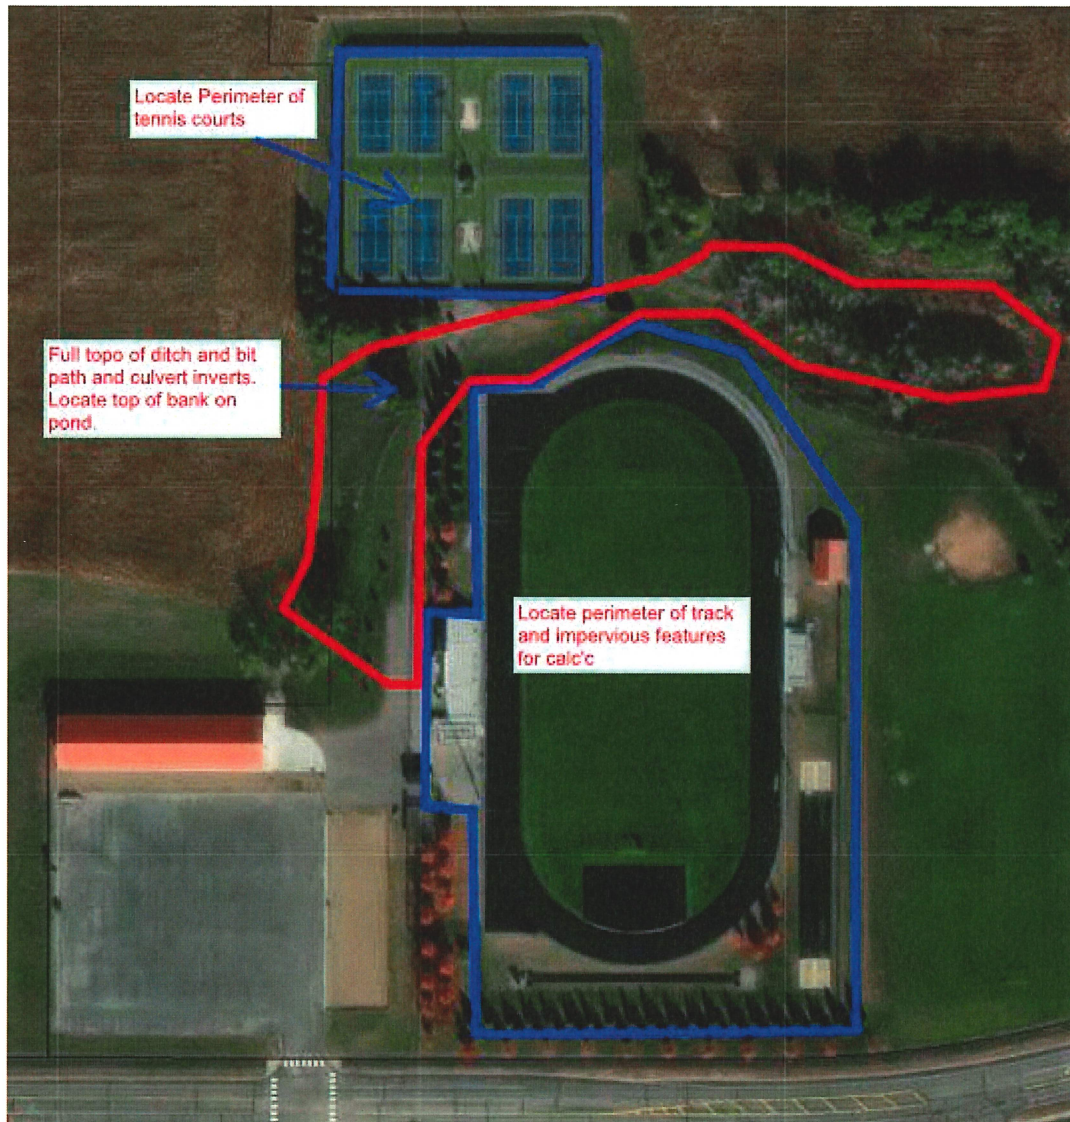 Locate Perimeter of
tennis courts
Full topo of ditch and bit
path and culvert inverts.
Locate top of bank on
pond.
Locate perimeter of track
and impervious features
for calc'c